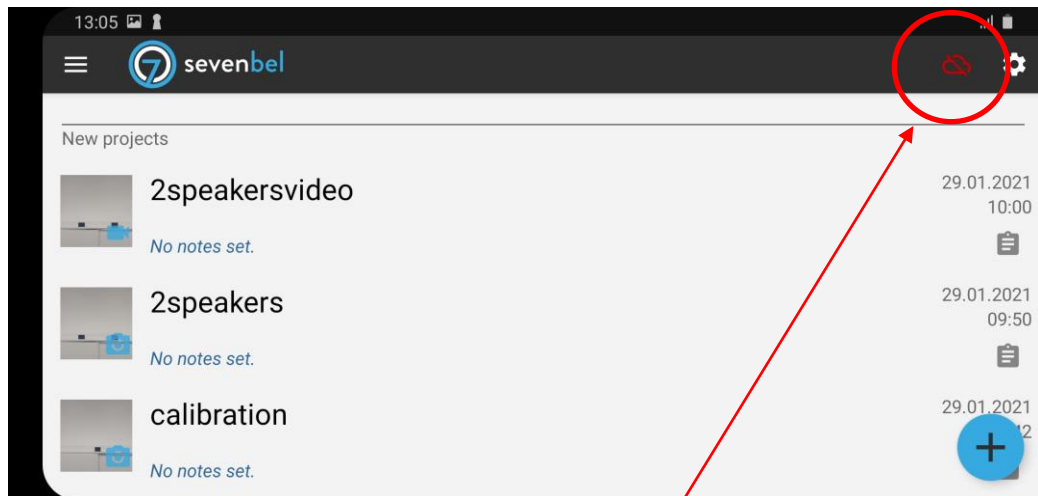 13:05
7 sevenbel
New projects
2speakersvideo
29.01.2021
10:00
No notes set.
2speakers
29.01.2021
09:50
No notes set.
calibration
29.01.2021
No notes set.